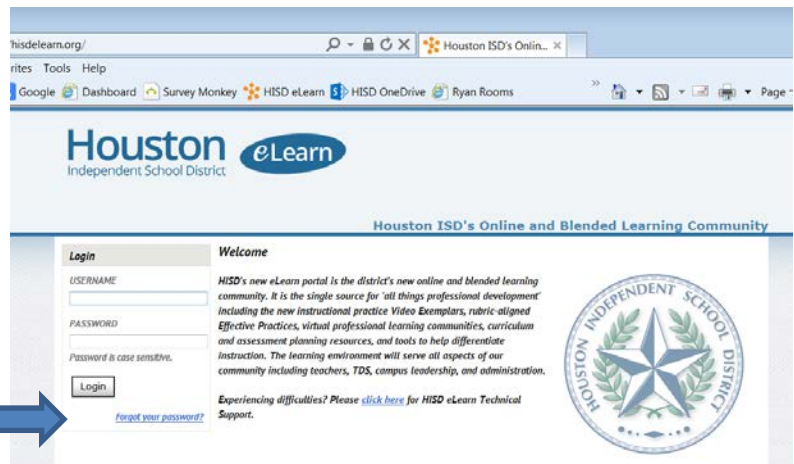 hisdelearn.org/
Houston ISD's Onlin...
rites Tools Help
Google Dashboard Survey Monkey HISD eLearn HISD OneDrive Ryan Rooms » Page
Houston eLearn
Independent School District
Houston ISD's Online and Blended Learning Community
Login
USERNAME
PASSWORD
Password is case sensitive.
Login
Forgot your password?
Welcome
HISD's new eLearn portal is the district's new online and blended learning
community. It is the single source for 'all things professional development'
including the new instructional practice Video Exemplars, rubric-aligned
Effective Practices, virtual professional learning communities, curriculum
and assessment planning resources, and tools to help differentiate
instruction. The learning environment will serve all aspects of our
community including teachers, TDS, campus leadership, and administration.
Experiencing difficulties? Please click here for HISD eLearn Technical
Support.
HOUSTON INDEPENDENT SCHOOL DISTRICT